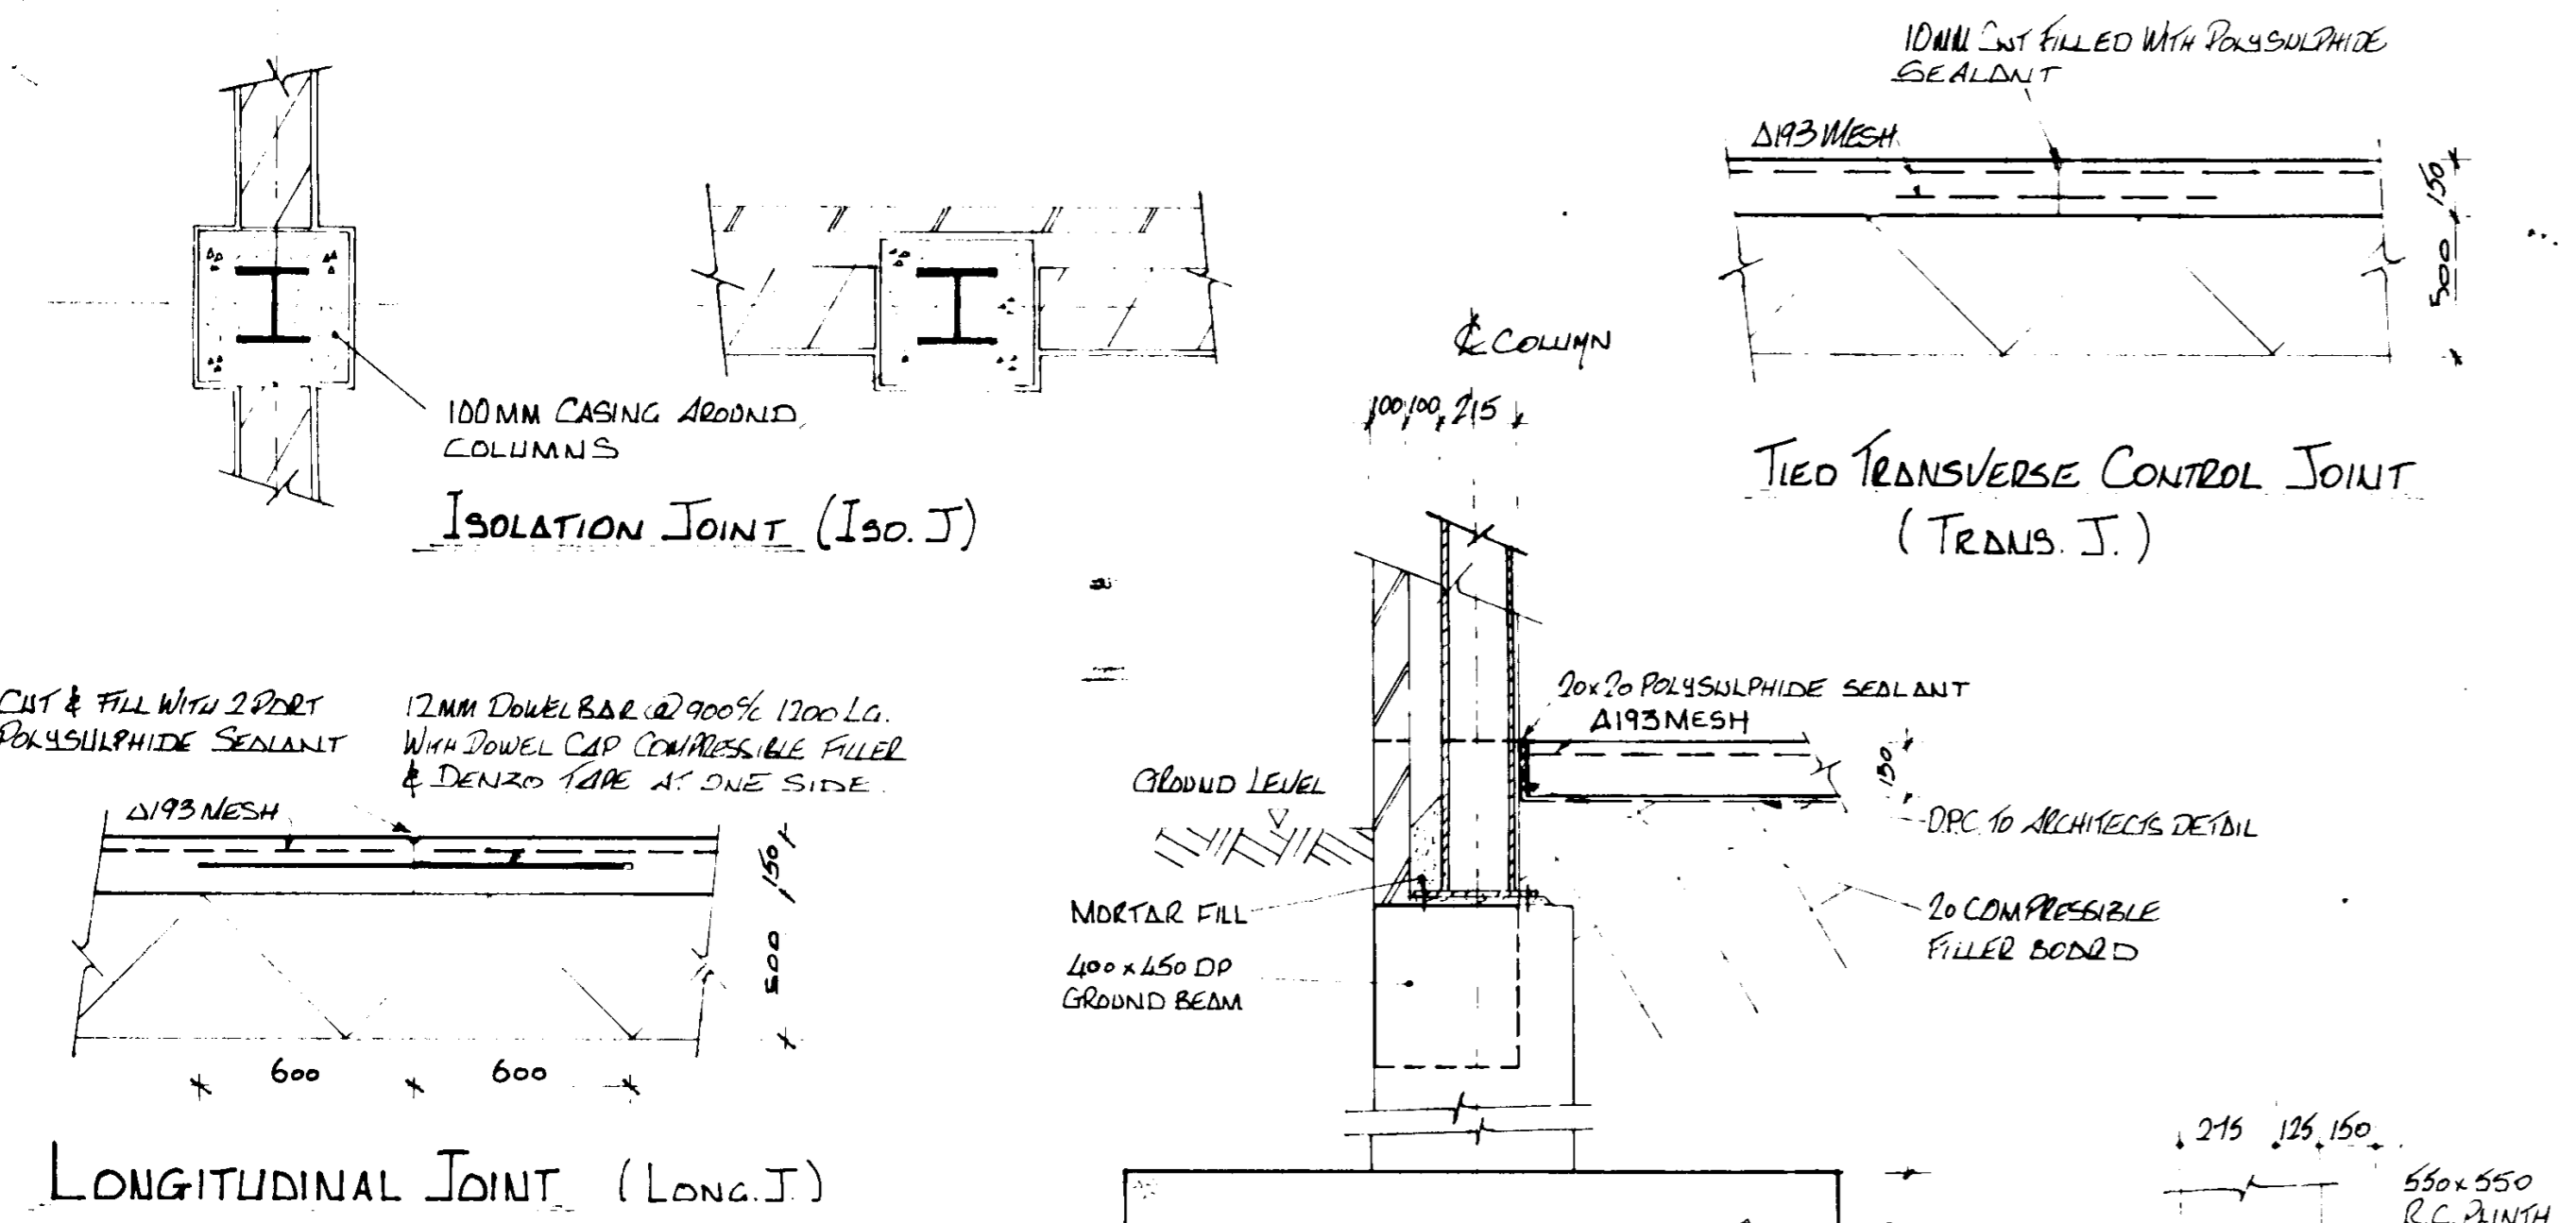 10MM CUT FILLED WITH POLYSULPHIDE
SEALANT
A193 MESH
150
500
TIED TRANSVERSE CONTROL JOINT
(TRANS. J.)
100MM CASING AROUND
COLUMNS
ISOLATION JOINT (ISO. J)
℄ COLUMN
100 100 215
20x20 POLYSULPHIDE SEALANT
A193 MESH
150
GROUND LEVEL
D.P.C. TO ARCHITECTS DETAIL
MORTAR FILL
20 COMPRESSIBLE
FILLER BOARD
400x450 DP
GROUND BEAM
CUT & FILL WITH 2 PART
POLYSULPHIDE SEALANT
12MM DOWEL BAR @ 900 c/c 1200 LG.
WITH DOWEL CAP COMPRESSIBLE FILLER
& DENZO TAPE AT ONE SIDE.
A193 MESH
150
500
600 600
LONGITUDINAL JOINT (LONG. J.)
215 125 150
550x550
R.C. PLINTH